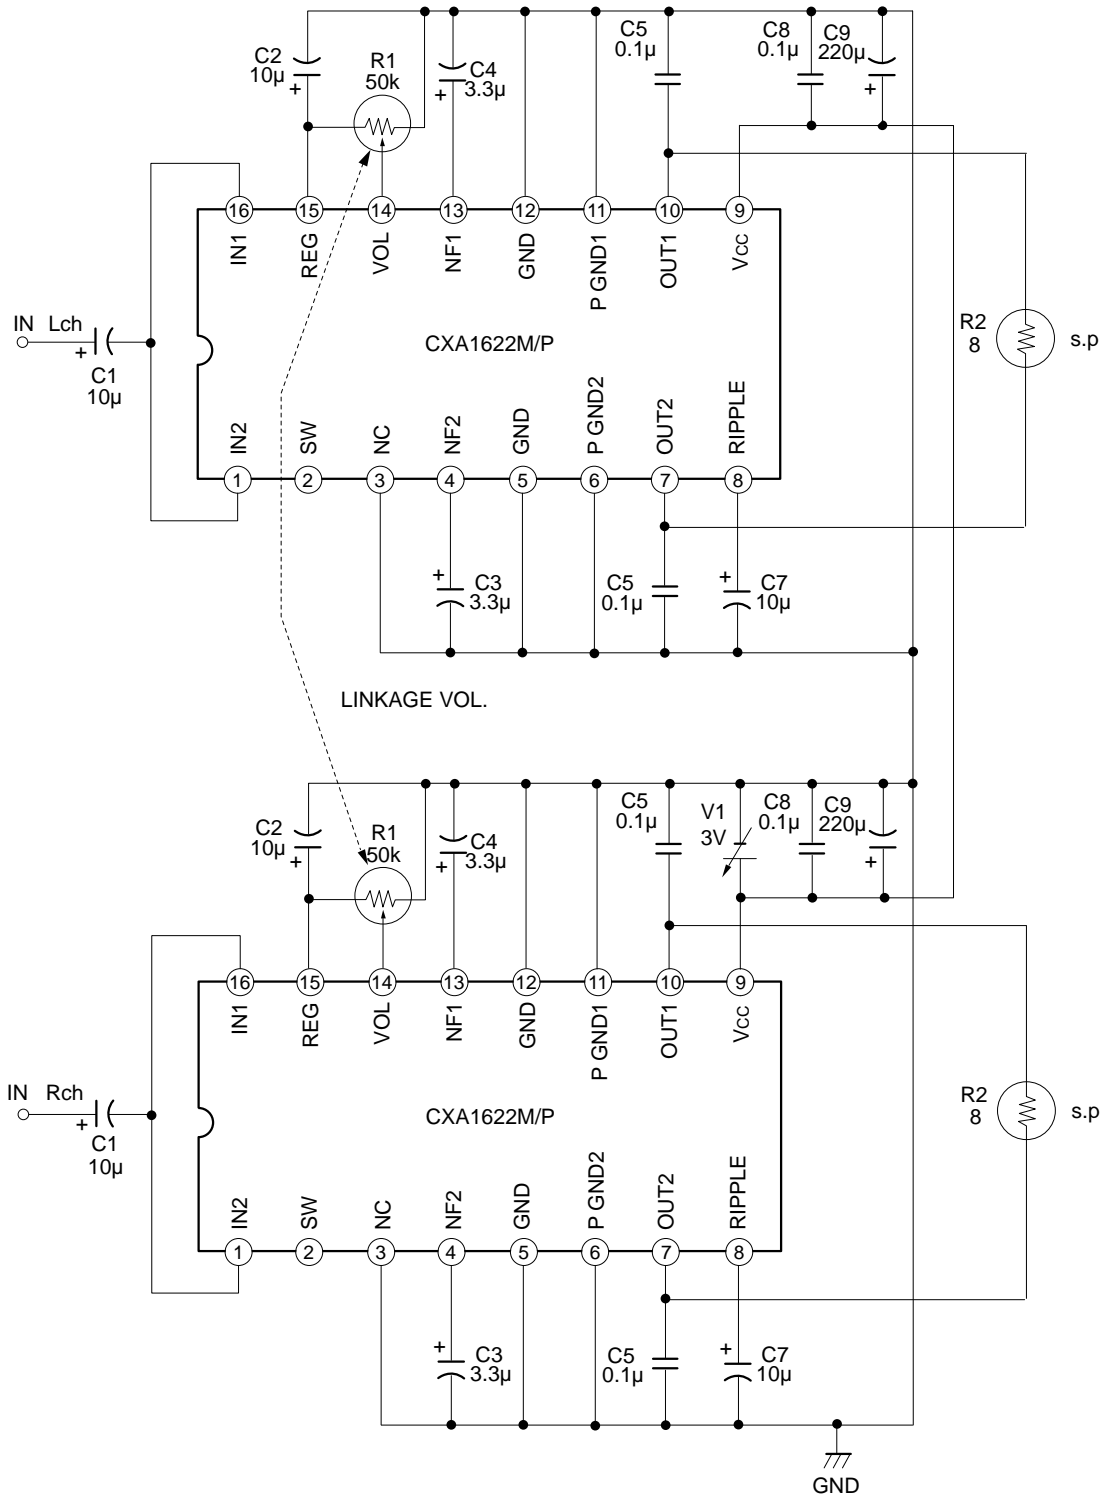 C2
10µ
R1
50k
C4
3.3µ
C5
0.1µ
C8
0.1µ
C9
220µ
+
+
+
16
15
14
13
12
11
10
9
IN1
REG
VOL
NF1
GND
P GND1
OUT1
VCC
IN
Lch
+
C1
10µ
CXA1622M/P
R2
8
s.p
IN2
SW
NC
NF2
GND
P GND2
OUT2
RIPPLE
1
2
3
4
5
6
7
8
+
C3
3.3µ
C5
0.1µ
+
C7
10µ
LINKAGE VOL.
C2
10µ
R1
50k
C4
3.3µ
C5
0.1µ
V1
3V
C8
0.1µ
C9
220µ
+
+
+
16
15
14
13
12
11
10
9
IN1
REG
VOL
NF1
GND
P GND1
OUT1
VCC
IN
Rch
+
C1
10µ
CXA1622M/P
R2
8
s.p
IN2
SW
NC
NF2
GND
P GND2
OUT2
RIPPLE
1
2
3
4
5
6
7
8
+
C3
3.3µ
C5
0.1µ
+
C7
10µ
GND